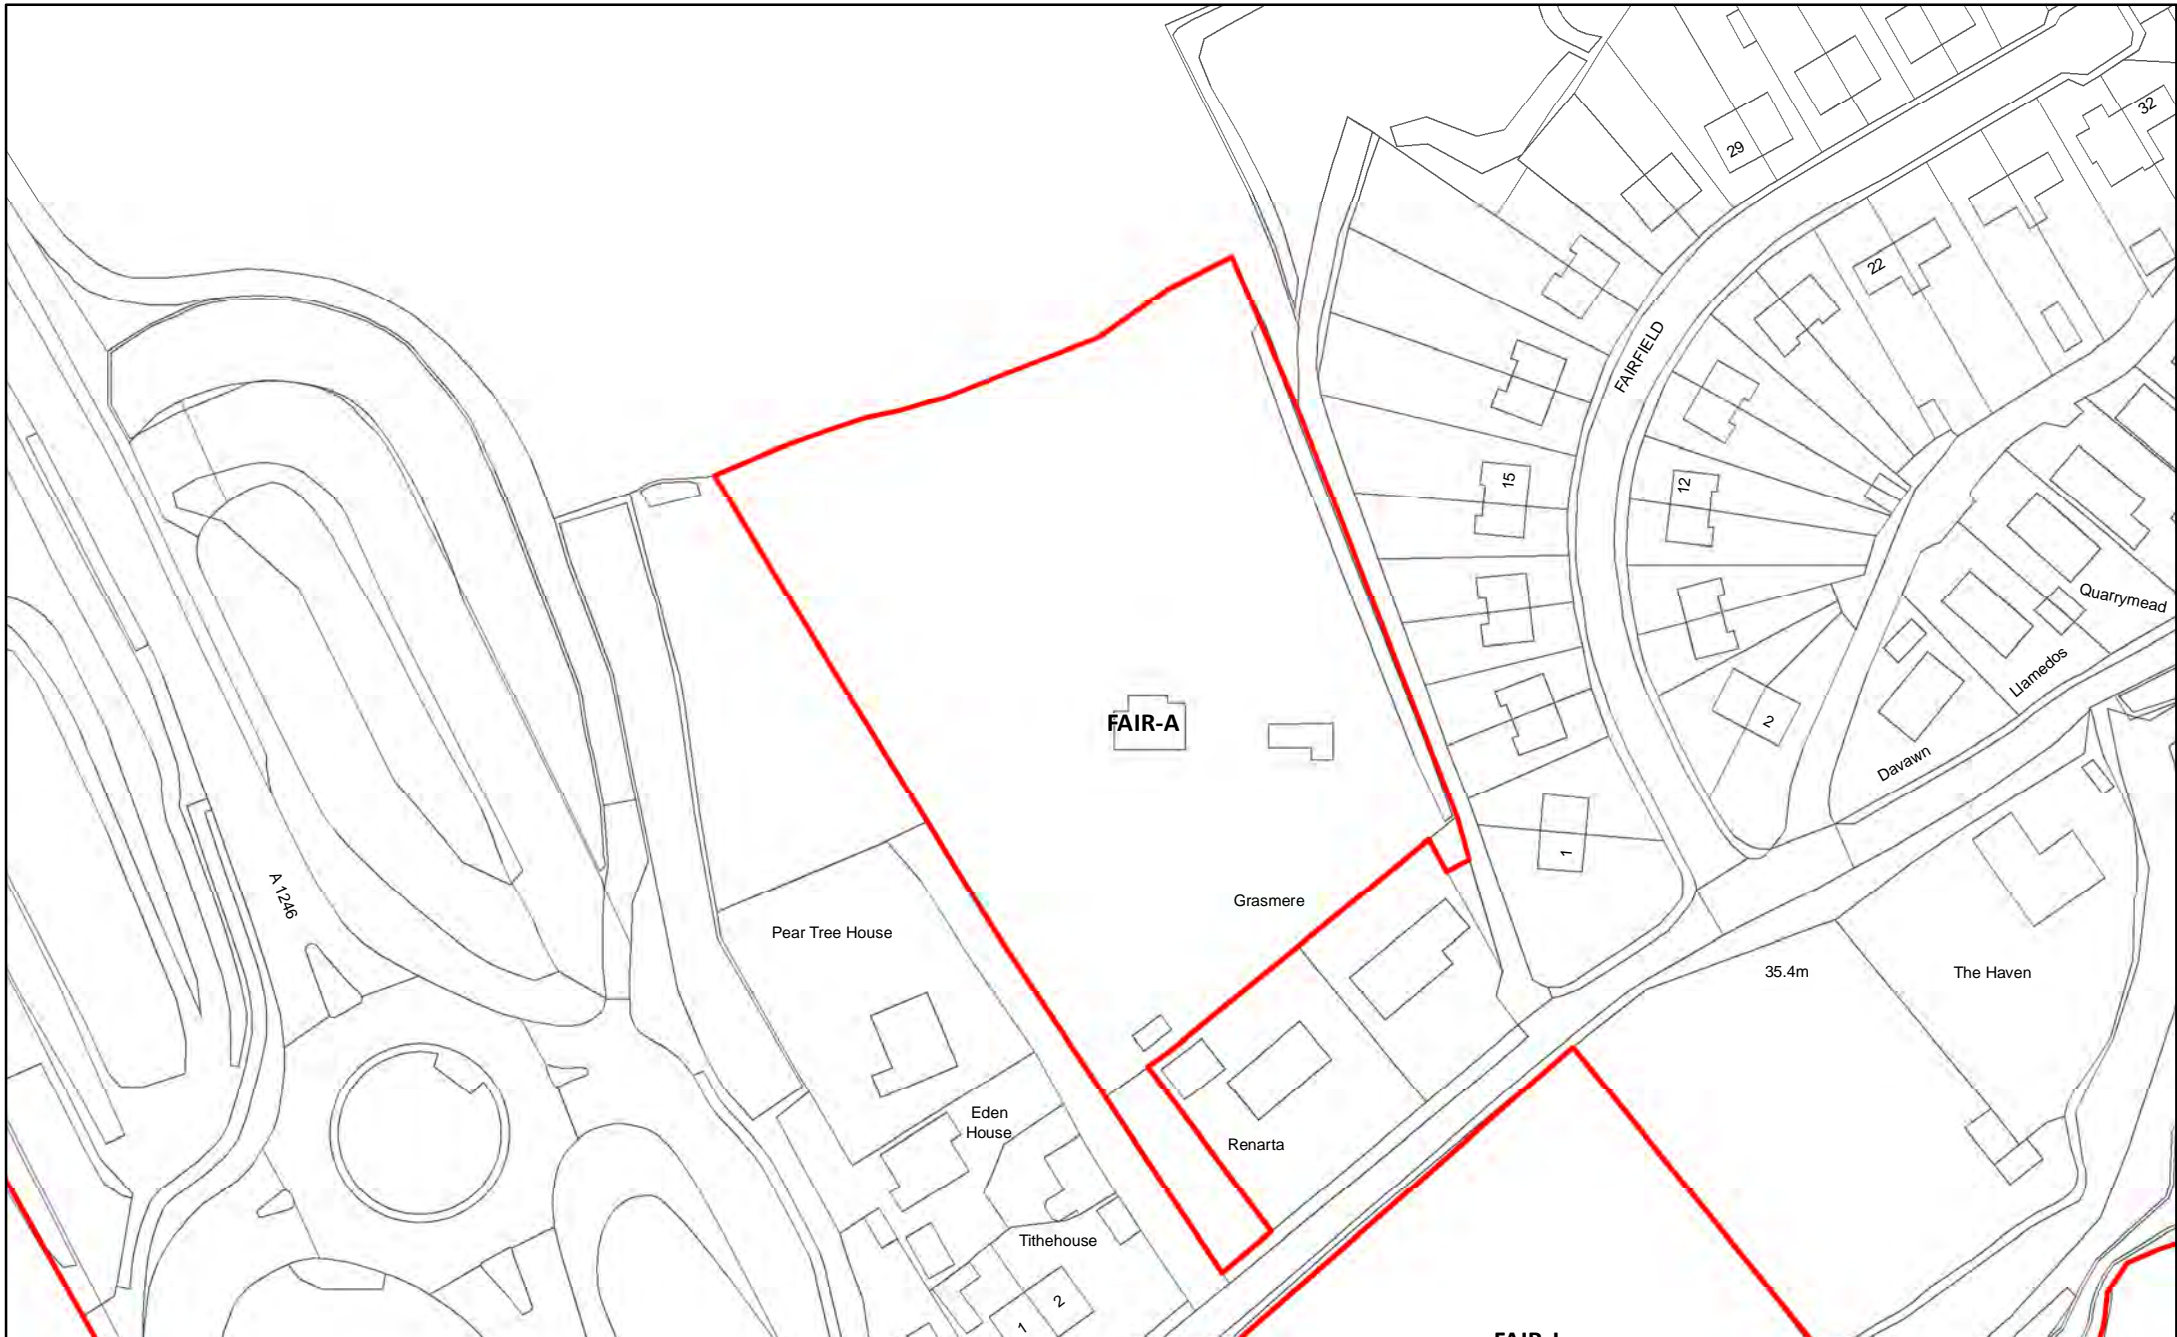 32
29
22
FAIRFIELD
15
12
Quarrymead
Llamedos
2
FAIR-A
Davawn
1
A 1246
Grasmere
Pear Tree House
35.4m
The Haven
Eden
House
Renarta
Tithehouse
2
1